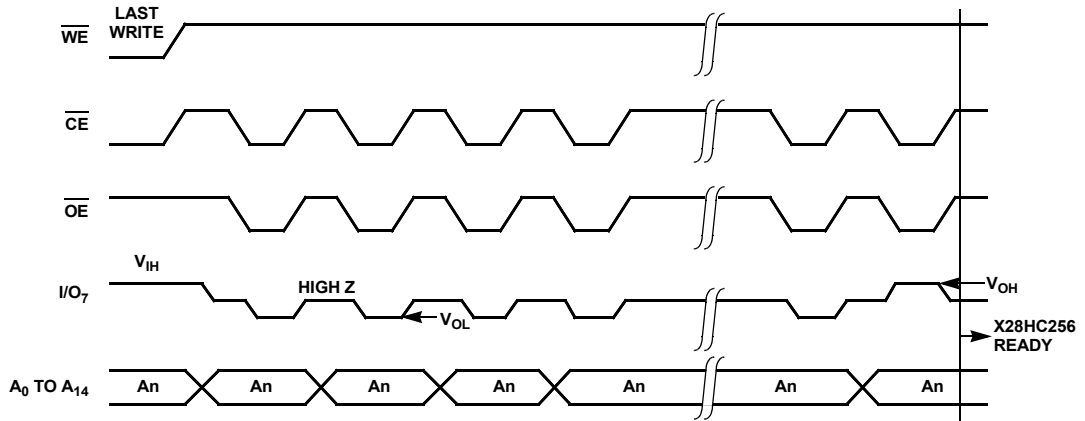 LAST
WRITE
WE
CE
OE
VIH
I/O7
HIGH Z
VOL
VOH
X28HC256
READY
A0 TO A14
An An An An An An An